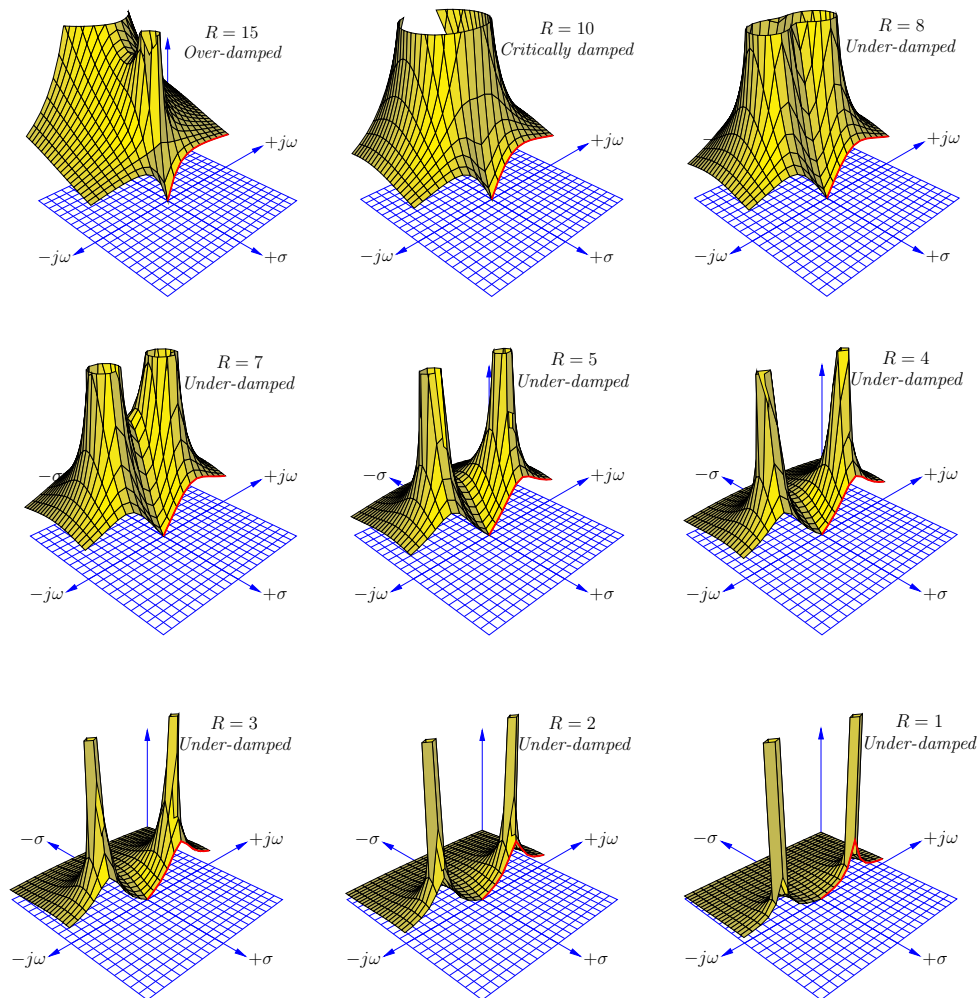 R = 15
Over-damped
+jω
−jω
+σ
R = 10
Critically damped
+jω
−jω
+σ
R = 8
Under-damped
+jω
−jω
+σ
R = 7
Under-damped
−σ
+jω
−jω
+σ
R = 5
Under-damped
−σ
+jω
−jω
+σ
R = 4
Under-damped
−σ
+jω
−jω
+σ
R = 3
Under-damped
−σ
+jω
−jω
+σ
R = 2
Under-damped
−σ
+jω
−jω
+σ
R = 1
Under-damped
−σ
+jω
−jω
+σ